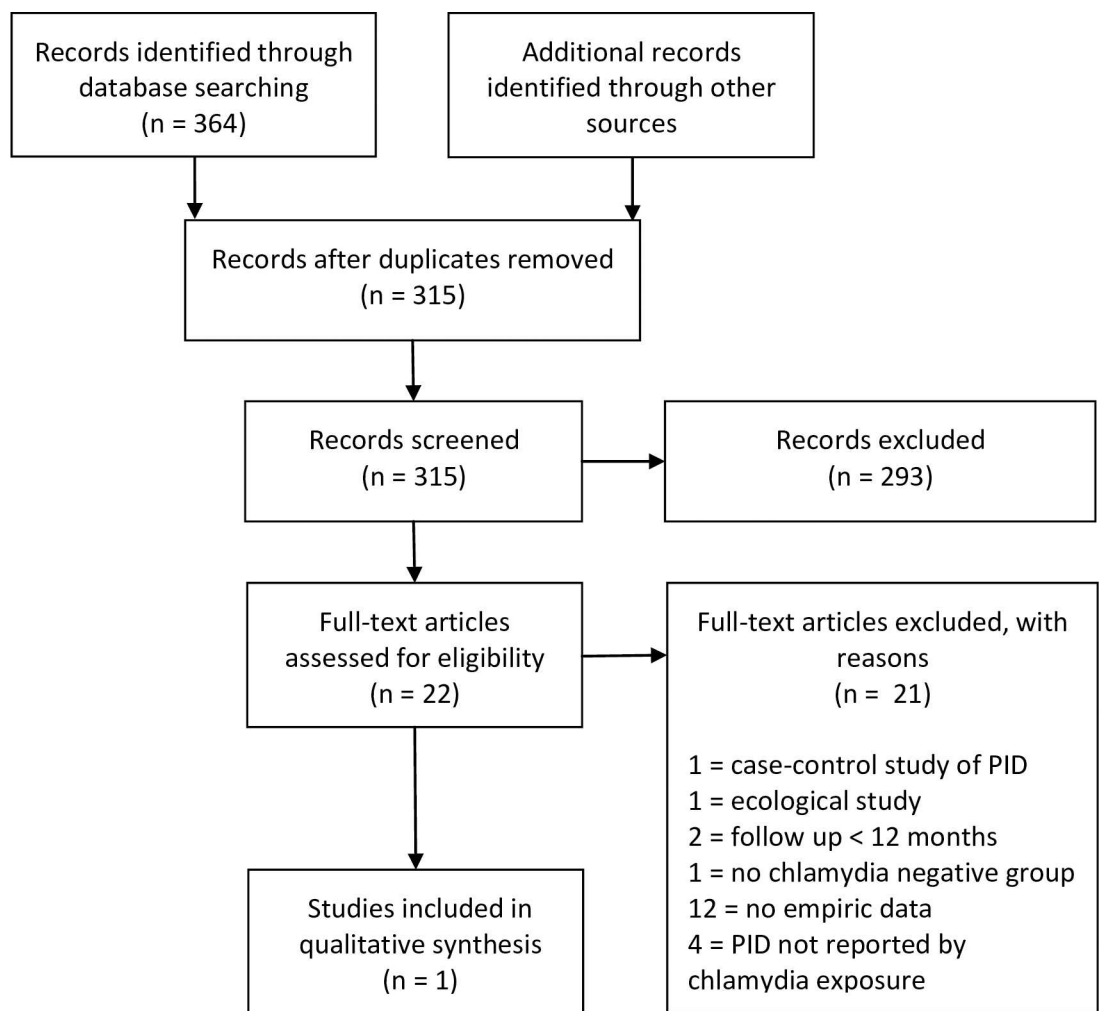 Records identified through
database searching
(n = 364)
Additional records
identified through other
sources
Records after duplicates removed
(n = 315)
Records screened
(n = 315)
Records excluded
(n = 293)
Full-text articles
assessed for eligibility
(n = 22)
Full-text articles excluded, with
reasons
(n =  21)
1 = case-control study of PID
1 = ecological study
2 = follow up < 12 months
1 = no chlamydia negative group
12 = no empiric data
4 = PID not reported by
chlamydia exposure
Studies included in
qualitative synthesis
(n = 1)